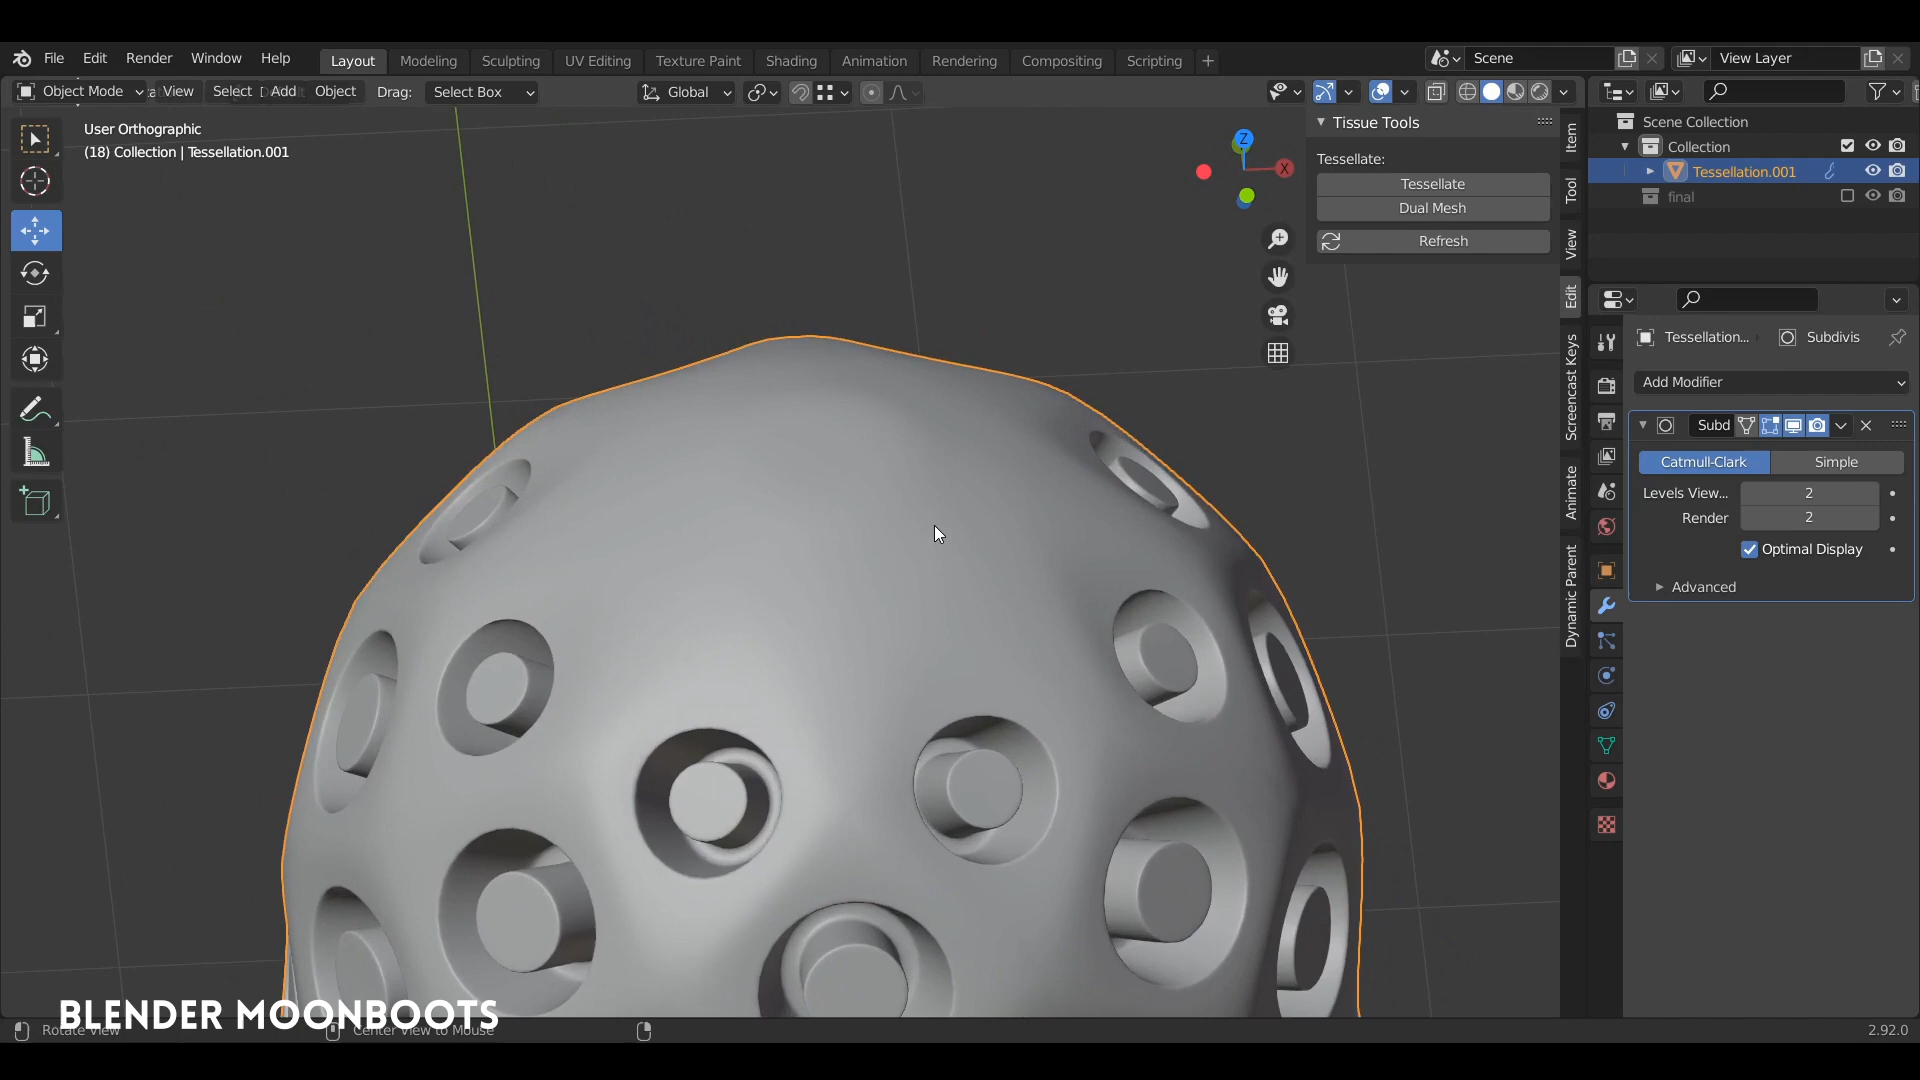 File Edit Render Window Help Layout Modeling Sculpting UV Editing Texture Paint Shading Animation Rendering Compositing Scripting + Scene View Layer
Object Mode View Select Add Object Drag: Select Box Global
User Orthographic
(18) Collection | Tessellation.001
Z
X
Tissue Tools
Tessellate:
Tessellate
Dual Mesh
Refresh
Item
Tool
View
Edit
Screencast Keys
Animate
Dynamic Parent
Scene Collection
Collection
Tessellation.001
final
Tessellation... Subdivis
Add Modifier
Subd
Catmull-Clark Simple
Levels View... 2
Render 2
Optimal Display
Advanced
BLENDER MOONBOOTS
Rotate View Center View to Mouse 2.92.0